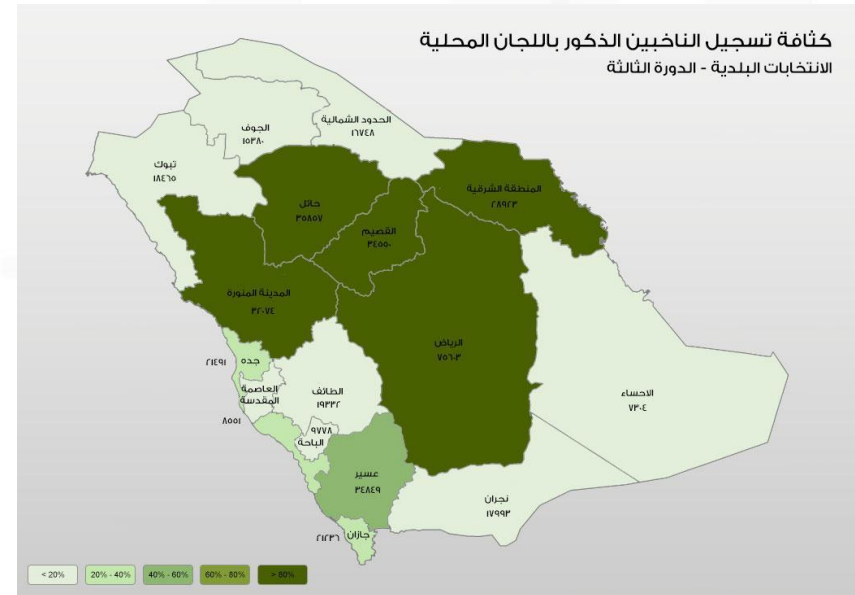 كثافة تسجيل الناخبين الذكور باللجان المحلية
الانتخابات البلدية - الدورة الثالثة
الحدود الشمالية
١٦٧٤٨
الجوف
١٥٣٨٠
تبوك
١٨٤٦٥
حائل
٣٥٨٥٧
المنطقة الشرقية
٢٨٩٢٣
القصيم
٣٤٥٥٠
المدينة المنورة
٣٢٠٧٤
الرياض
٧٥٦٠٣
جده
٢١٤٩١
العاصمة
المقدسة
٨٥٥١
الطائف
١٩٣٣٢
الاحساء
٧٣٠٤
٩٧٧٨
الباحة
عسير
٣٤٨٤٩
نجران
١٧٩٩٣
جازان
٢١٢٣٦
< 20%
20% - 40%
40% - 60%
60% - 80%
> 80%